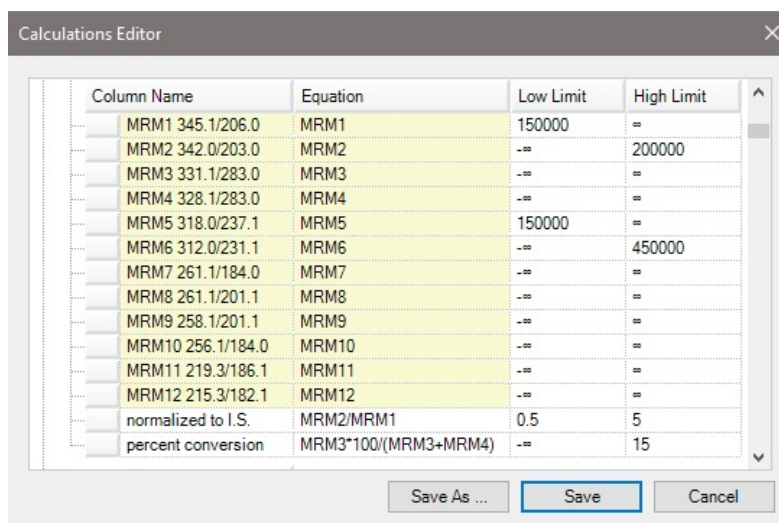 Calculations Editor
Column Name Equation Low Limit High Limit
MRM1 345.1/206.0 MRM1 150000 ∞
MRM2 342.0/203.0 MRM2 -∞ 200000
MRM3 331.1/283.0 MRM3 -∞ ∞
MRM4 328.1/283.0 MRM4 -∞ ∞
MRM5 318.0/237.1 MRM5 150000 ∞
MRM6 312.0/231.1 MRM6 -∞ 450000
MRM7 261.1/184.0 MRM7 -∞ ∞
MRM8 261.1/201.1 MRM8 -∞ ∞
MRM9 258.1/201.1 MRM9 -∞ ∞
MRM10 256.1/184.0 MRM10 -∞ ∞
MRM11 219.3/186.1 MRM11 -∞ ∞
MRM12 215.3/182.1 MRM12 -∞ ∞
normalized to I.S. MRM2/MRM1 0.5 5
percent conversion MRM3*100/(MRM3+MRM4) -∞ 15
Save As ... Save Cancel